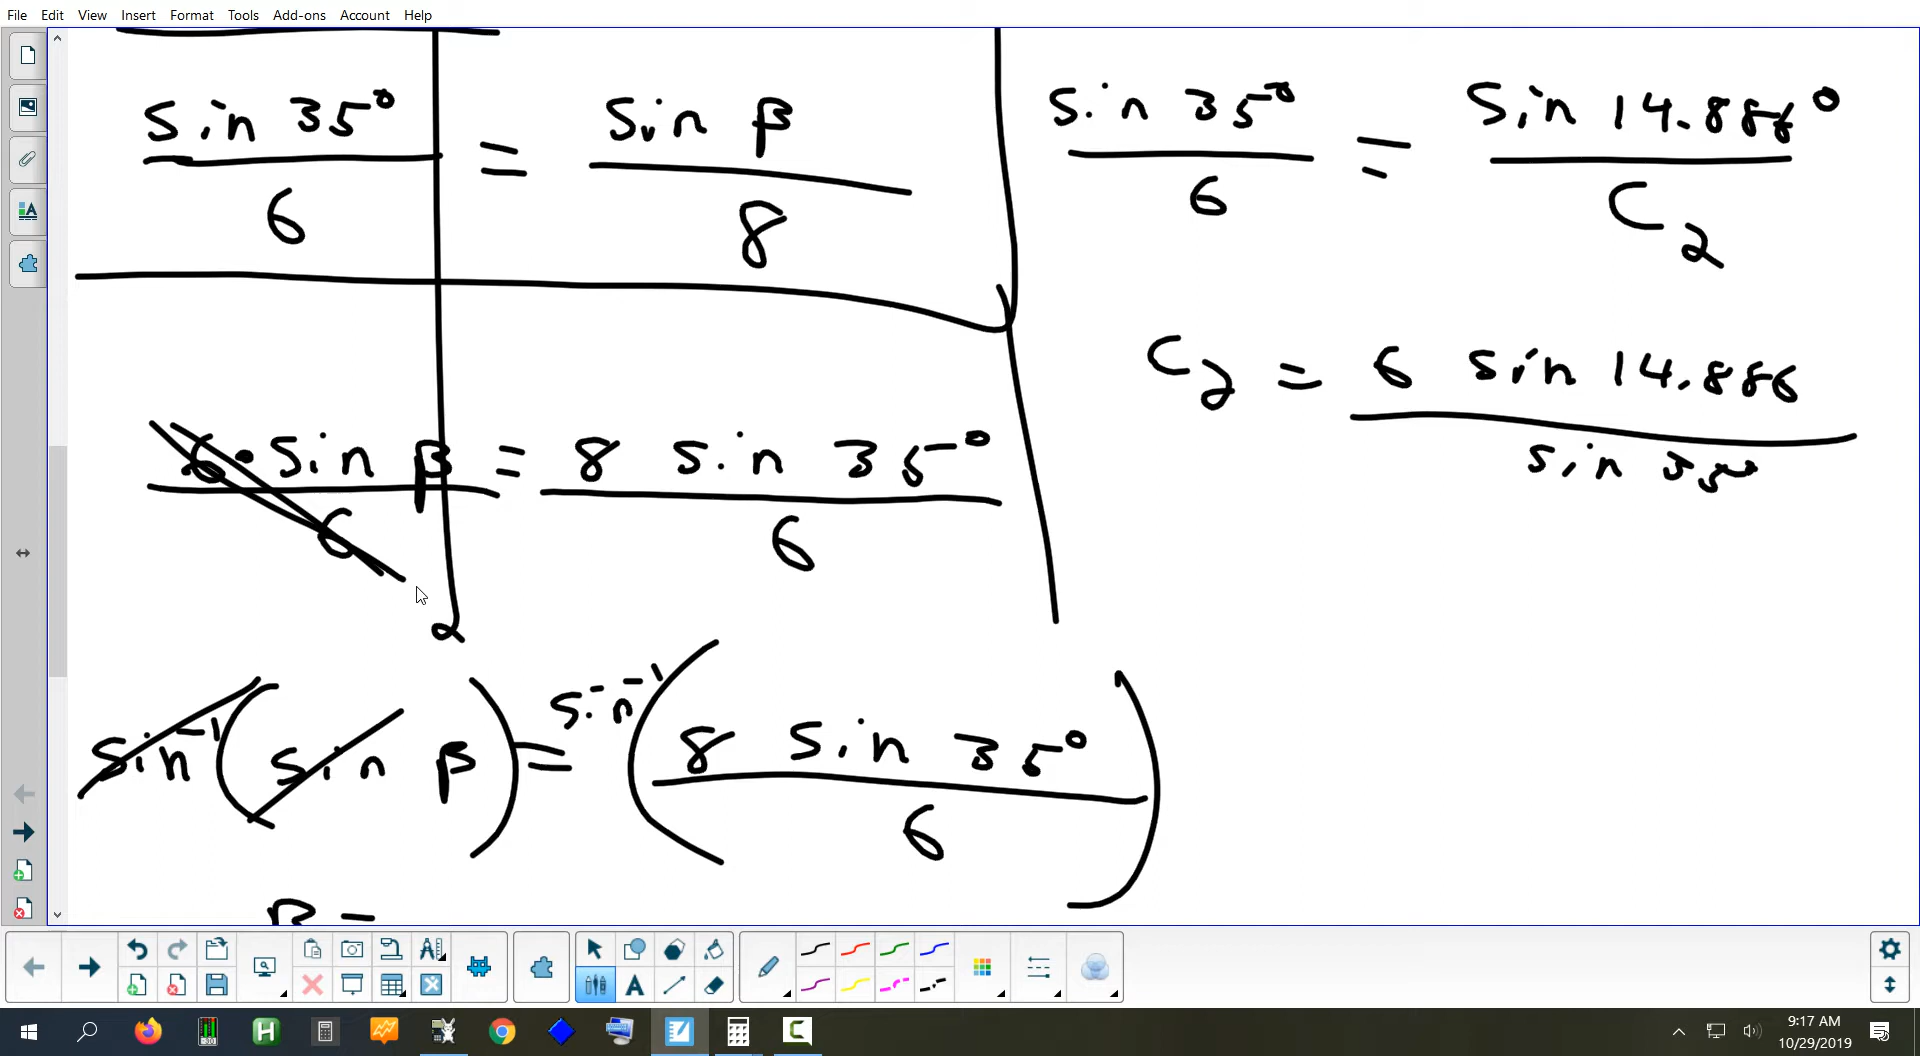 File Edit View Insert Format Tools Add-ons Account Help
sin 35° / 6 = sin β / 8
6 · sin β / 6 = 8 sin 35° / 6
2
sin⁻¹(sin β) = sin⁻¹(8 sin 35° / 6)
β =
sin 35° / 6 = sin 14.886° / C₂
C₂ = 6 sin 14.886 / sin 35°
9:17 AM
10/29/2019